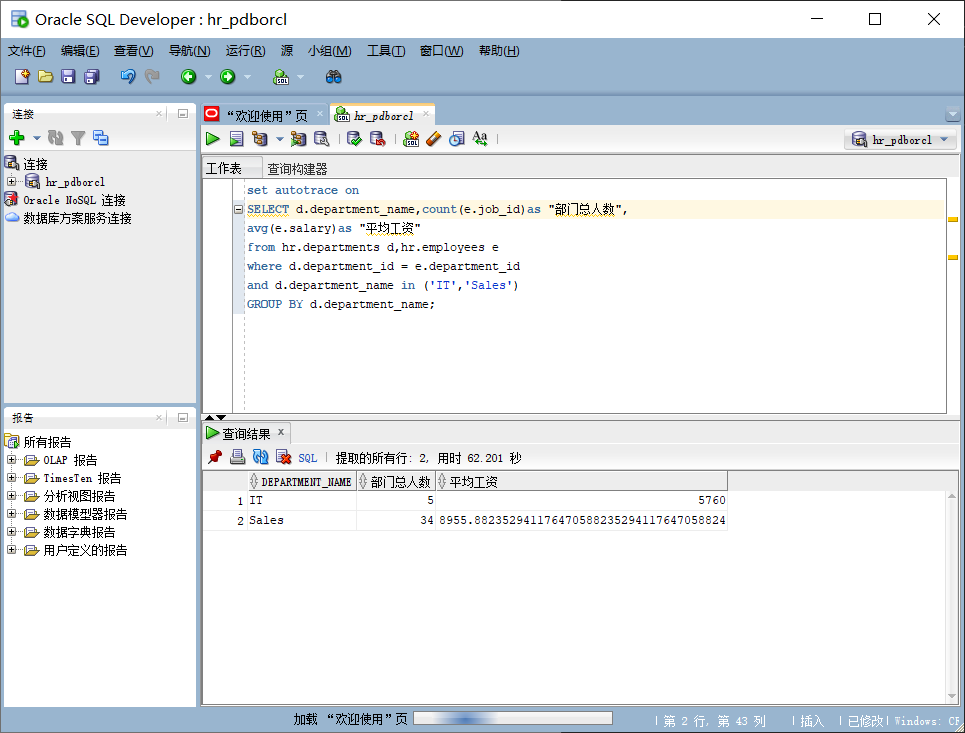 Oracle SQL Developer : hr_pdborcl
文件(F) 编辑(E) 查看(V) 导航(N) 运行(R) 源 小组(M) 工具(T) 窗口(W) 帮助(H)
连接
连接
hr_pdborcl
Oracle NoSQL 连接
数据库方案服务连接
报告
所有报告
OLAP 报告
TimesTen 报告
分析视图报告
数据模型器报告
数据字典报告
用户定义的报告
“欢迎使用”页 hr_pdborcl
hr_pdborcl
工作表 查询构建器
set autotrace on
SELECT d.department_name,count(e.job_id)as "部门总人数",
avg(e.salary)as "平均工资"
from hr.departments d,hr.employees e
where d.department_id = e.department_id
and d.department_name in ('IT','Sales')
GROUP BY d.department_name;
查询结果
SQL 提取的所有行: 2, 用时 62.201 秒
DEPARTMENT_NAME 部门总人数 平均工资
1 IT 5 5760
2 Sales 34 8955.882352941176470588235294117647058824
加载 “欢迎使用”页 第 2 行, 第 43 列 插入 已修改 Windows: CF